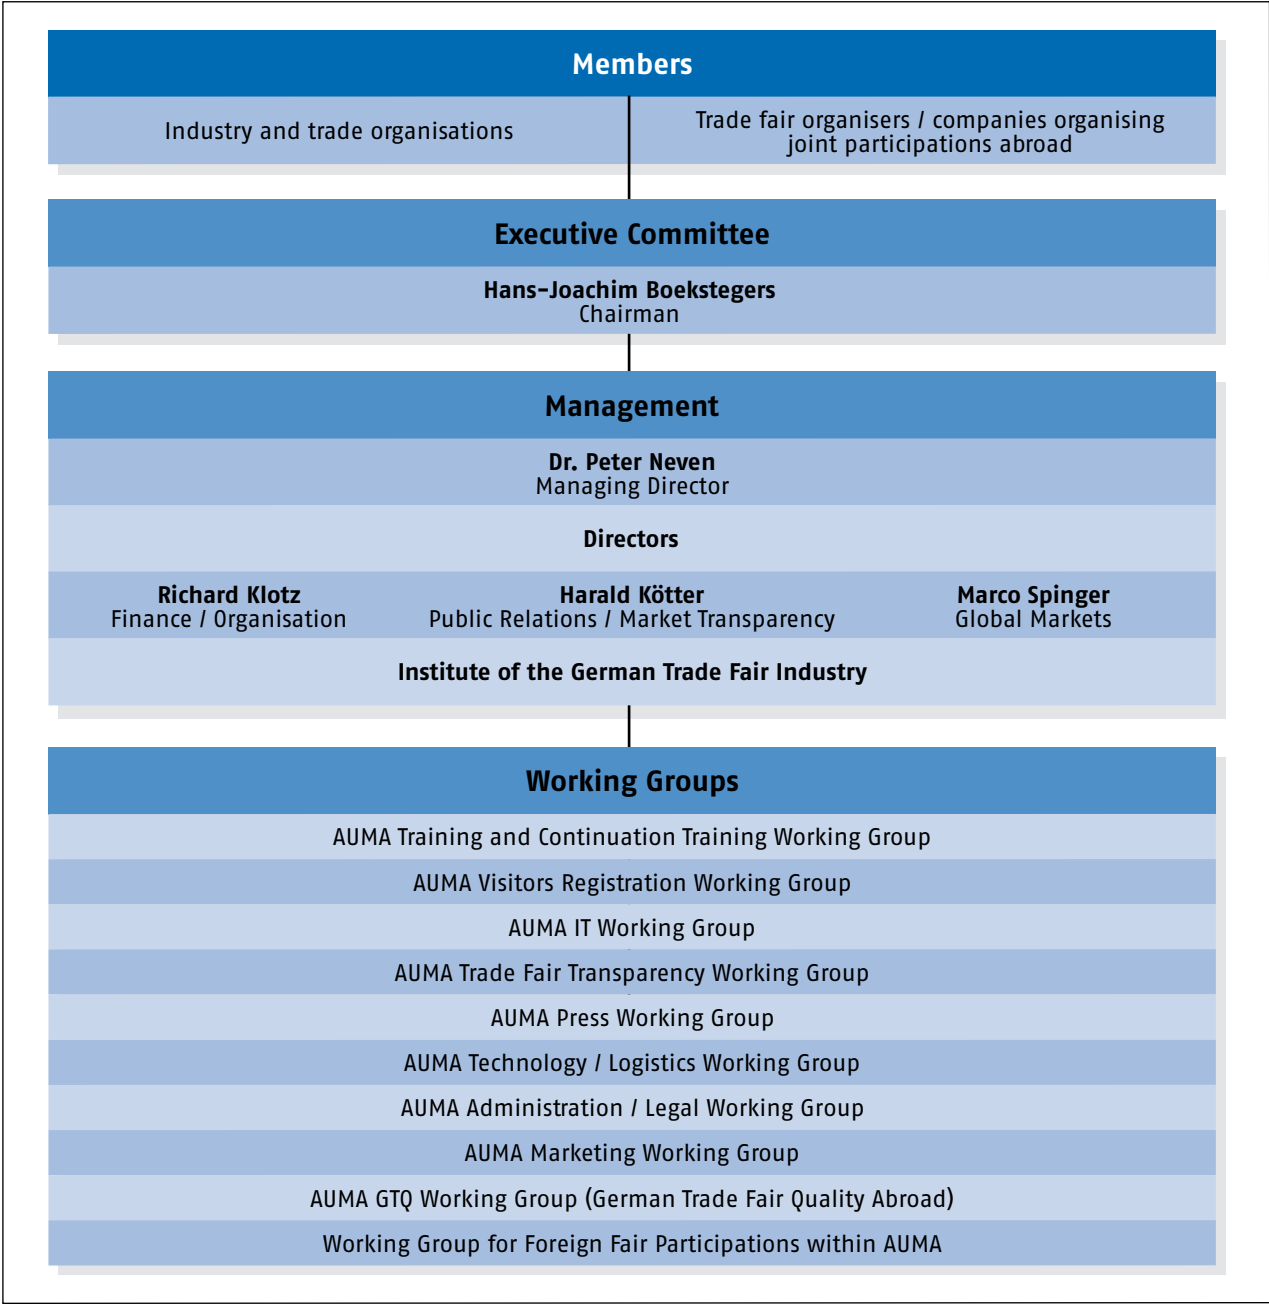 Members
Industry and trade organisations
Trade fair organisers / companies organising
joint participations abroad
Executive Committee
Hans-Joachim Boekstegers
Chairman
Management
Dr. Peter Neven
Managing Director
Directors
Richard Klotz
Finance / Organisation
Harald Kötter
Public Relations / Market Transparency
Marco Spinger
Global Markets
Institute of the German Trade Fair Industry
Working Groups
AUMA Training and Continuation Training Working Group
AUMA Visitors Registration Working Group
AUMA IT Working Group
AUMA Trade Fair Transparency Working Group
AUMA Press Working Group
AUMA Technology / Logistics Working Group
AUMA Administration / Legal Working Group
AUMA Marketing Working Group
AUMA GTQ Working Group (German Trade Fair Quality Abroad)
Working Group for Foreign Fair Participations within AUMA